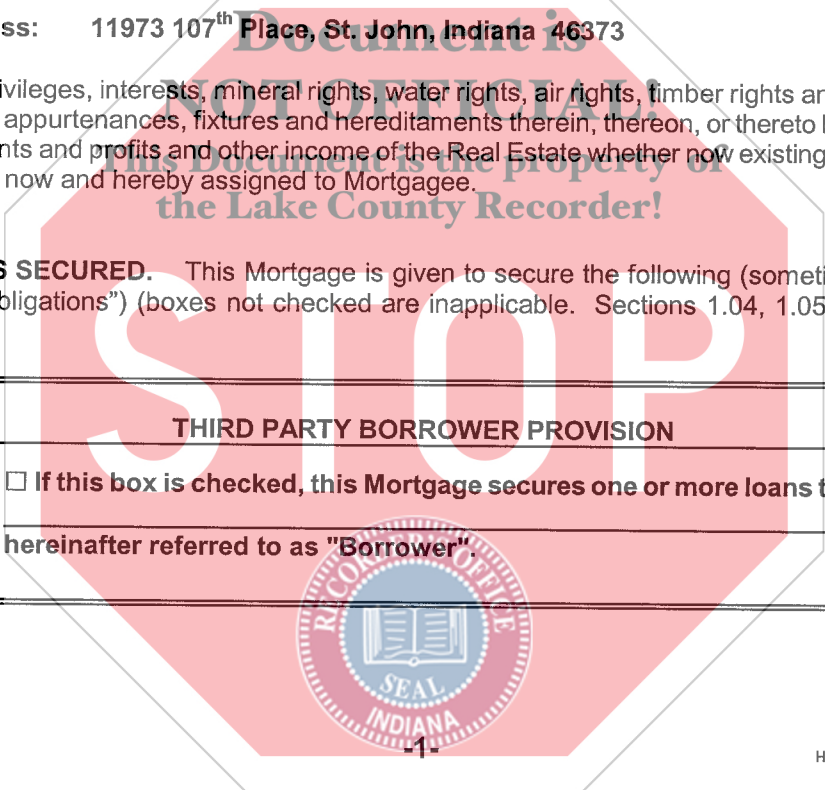 ss: 11973 107th Place, St. John, Indiana 46373
Document is
NOT OFFICIAL!
ivileges, interests, mineral rights, water rights, air rights, timber rights ar
appurtenances, fixtures and hereditaments therein, thereon, or thereto
nts and profits and other income of the Real Estate whether now existing
This Document is the property of
now and hereby assigned to Mortgagee.
the Lake County Recorder!
S SECURED. This Mortgage is given to secure the following (someti
bligations") (boxes not checked are inapplicable. Sections 1.04, 1.05
STOP
THIRD PARTY BORROWER PROVISION
☐ If this box is checked, this Mortgage secures one or more loans t
hereinafter referred to as "Borrower".
RECORDER'S OFFICE
SEAL
INDIANA
-1-
H